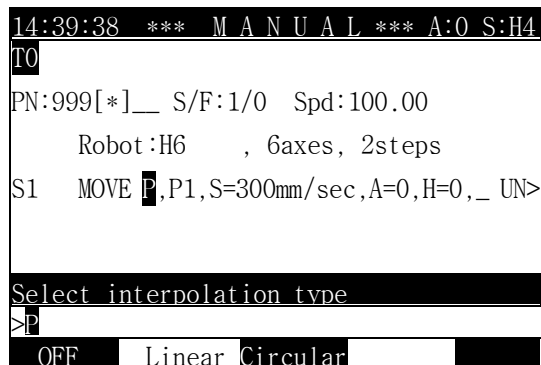 14:39:38 *** M A N U A L *** A:0 S:H4
T0
PN:999[*]__ S/F:1/0 Spd:100.00
Robot:H6 , 6axes, 2steps
S1 MOVE P,P1,S=300mm/sec,A=0,H=0,_ UN>
Select interpolation type
>P
OFF Linear Circular